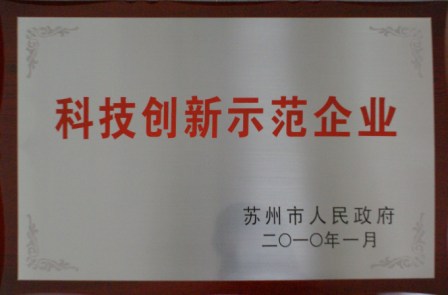 科技创新示范企业
苏州市人民政府
二〇一〇年一月